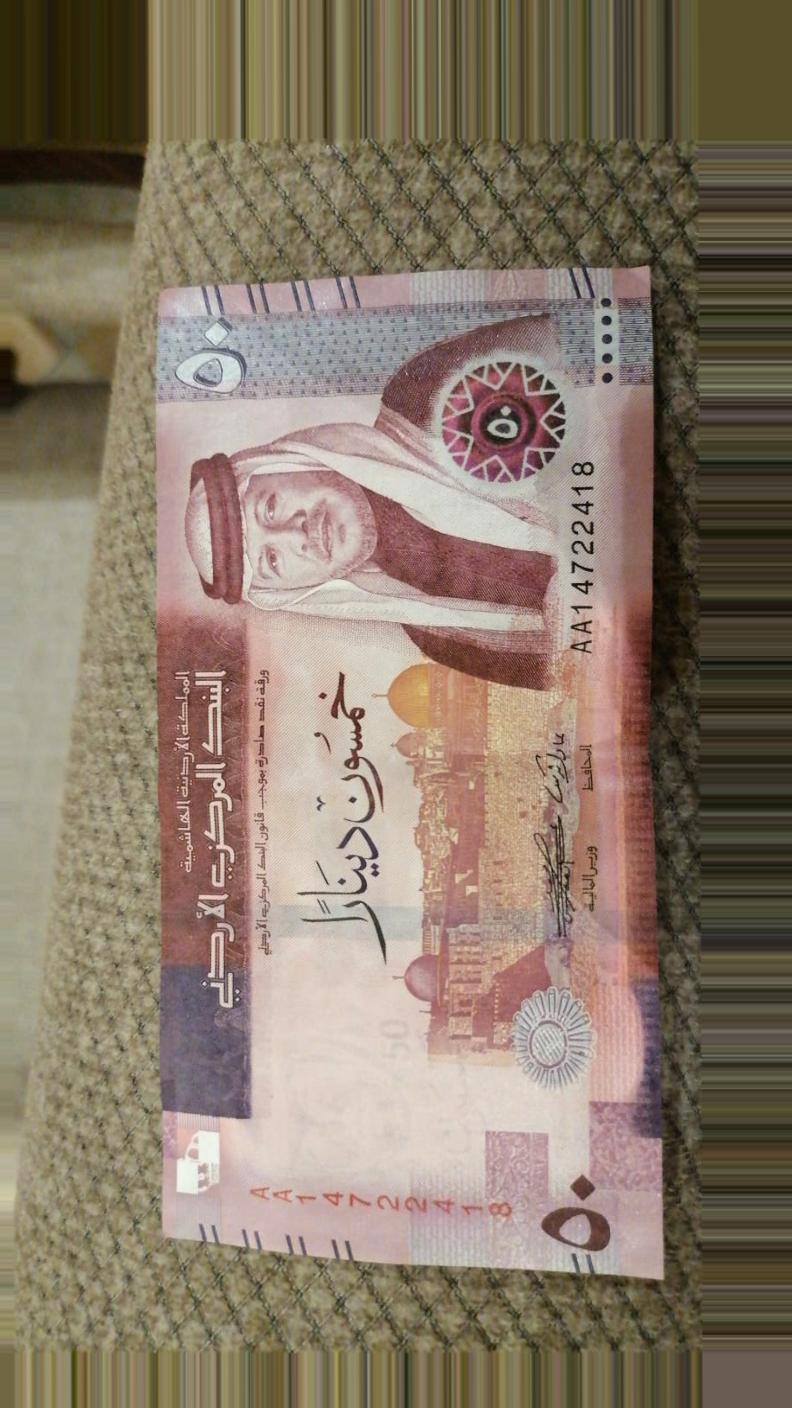 ٥٠
المملكة الأردنية الهاشمية
البنك المركزي الأردني
ورقة نقد صادرة بموجب قانون البنك المركزي الأردني
خمسون دينارًا
٥٠
AA14722418
المحافظ
وزير المالية
50
AA14722418
٥٠